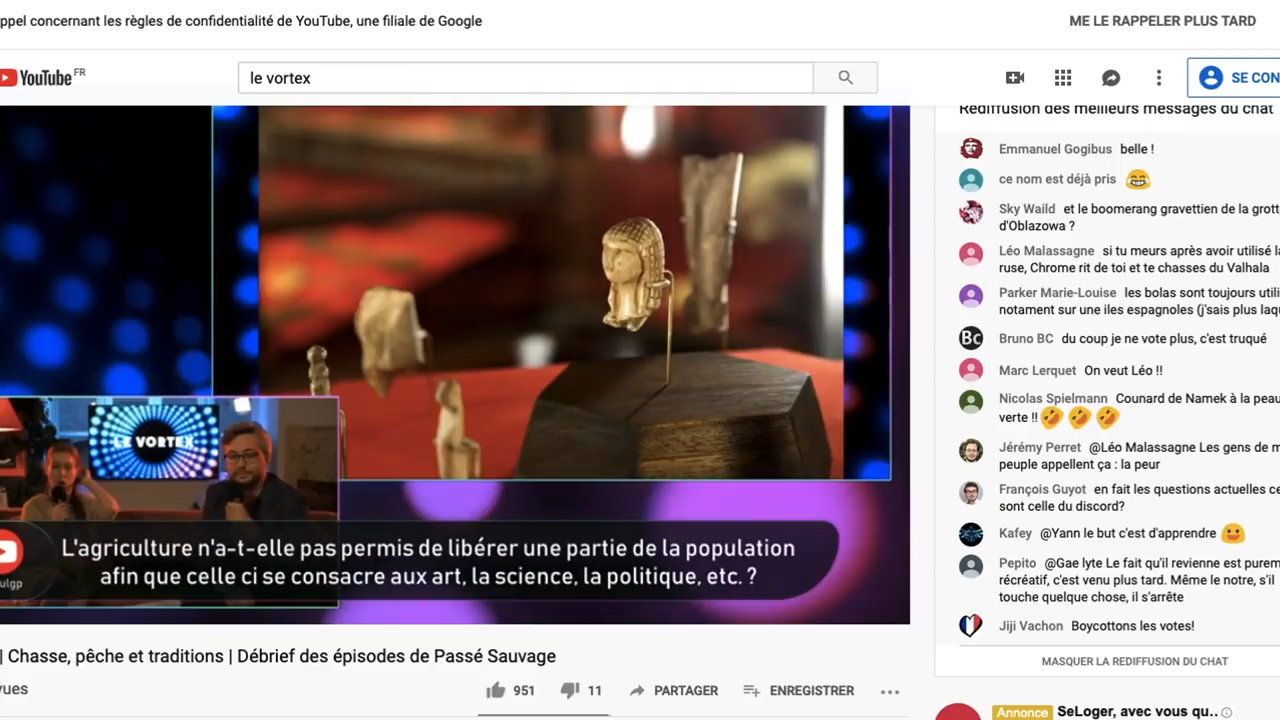 ppel concernant les règles de confidentialité de YouTube, une filiale de Google
ME LE RAPPELER PLUS TARD
YouTube FR
le vortex
SE CON
Rediffusion des meilleurs messages du chat
Emmanuel Gogibus belle !
ce nom est déjà pris 😂
Sky Waild et le boomerang gravettien de la grott
d'Oblazowa ?
Léo Malassagne si tu meurs après avoir utilisé la
ruse, Chrome rit de toi et te chasses du Valhala
Parker Marie-Louise les bolas sont toujours utili
notament sur une iles espagnoles (j'sais plus laqu
Bc
Bruno BC du coup je ne vote plus, c'est truqué
Marc Lerquet On veut Léo !!
Nicolas Spielmann Counard de Namek à la peau
verte !! 🤣 🤣 🤣
Jérémy Perret @Léo Malassagne Les gens de m
peuple appellent ça : la peur
François Guyot en fait les questions actuelles ce
sont celle du discord?
Kafey @Yann le but c'est d'apprendre 😃
Pepito @Gae lyte Le fait qu'il revienne est purem
récréatif, c'est venu plus tard. Même le notre, s'il
touche quelque chose, il s'arrête
Jiji Vachon Boycottons les votes!
MASQUER LA REDIFFUSION DU CHAT
LE VORTEX
ulgp
L'agriculture n'a-t-elle pas permis de libérer une partie de la population
afin que celle ci se consacre aux art, la science, la politique, etc. ?
| Chasse, pêche et traditions | Débrief des épisodes de Passé Sauvage
vues
951
11
PARTAGER
ENREGISTRER
Annonce SeLoger, avec vous qu..